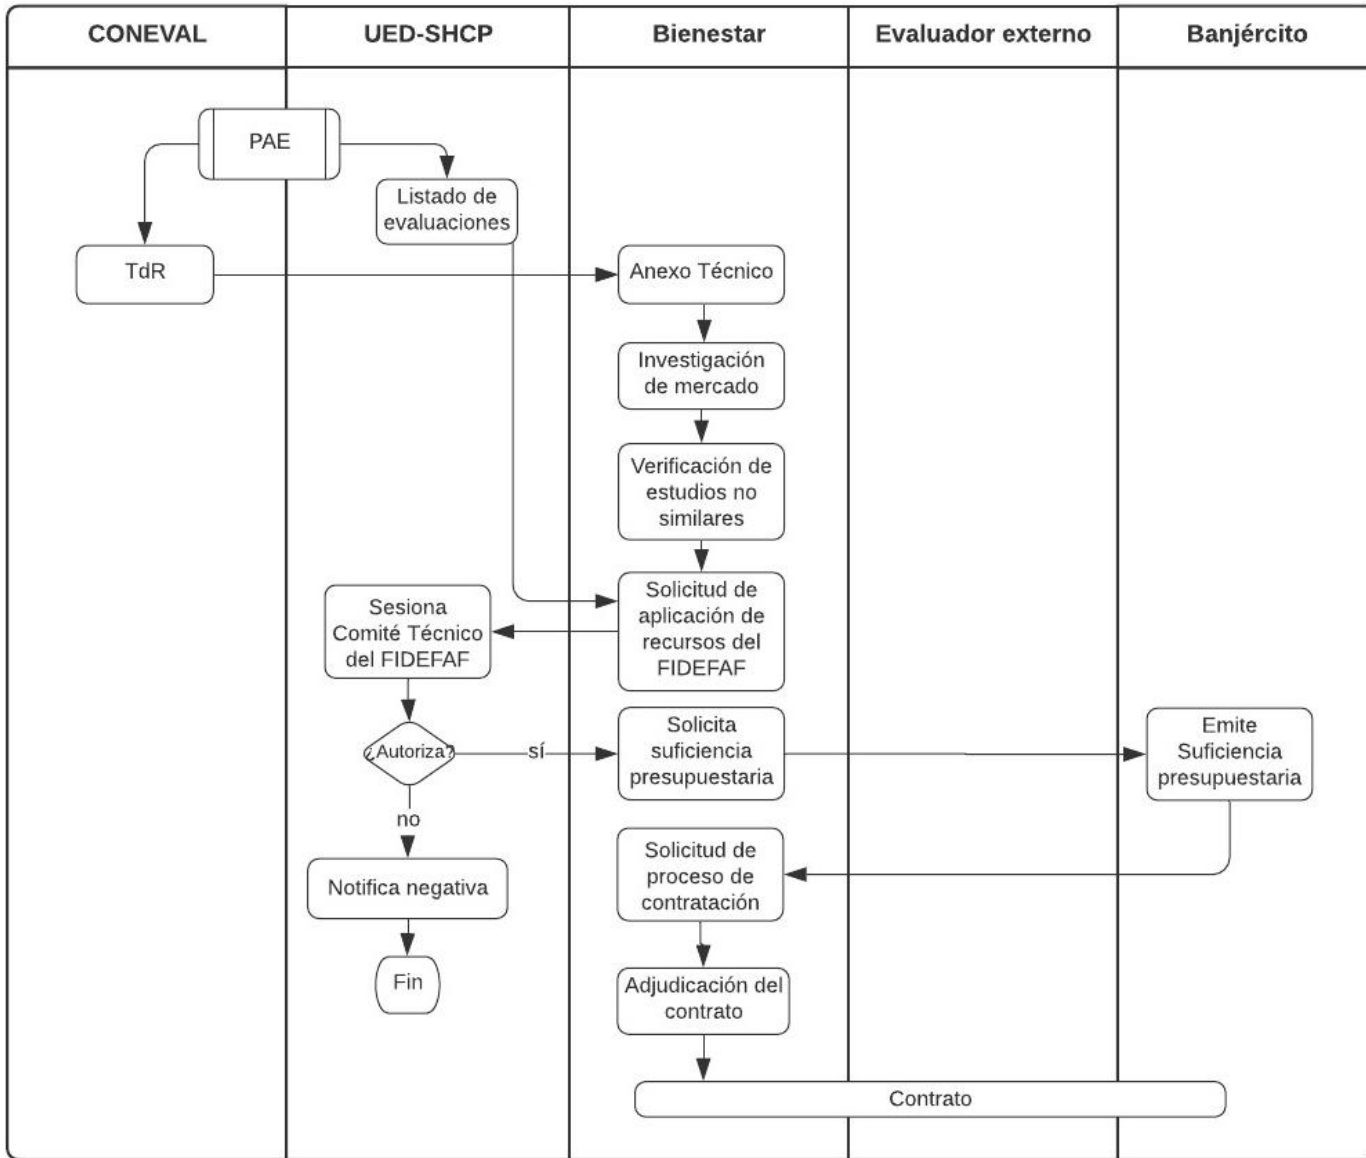 CONEVAL
UED-SHCP
Bienestar
Evaluador externo
Banjército
PAE
Listado de
evaluaciones
TdR
Anexo Técnico
Investigación
de mercado
Verificación de
estudios no
similares
Solicitud de
aplicación de
recursos del
FIDEFAF
Sesiona
Comité Técnico
del FIDEFAF
¿Autoriza?
sí
Solicita
suficiencia
presupuestaria
Emite
Suficiencia
presupuestaria
no
Notifica negativa
Fin
Solicitud de
proceso de
contratación
Adjudicación del
contrato
Contrato